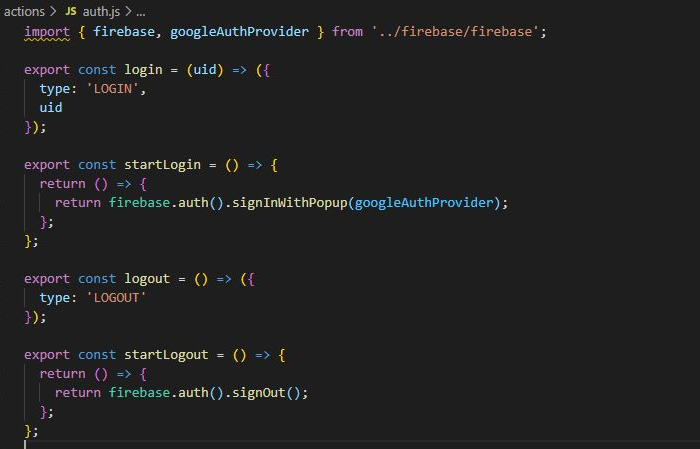 actions > JS auth.js > ...
import { firebase, googleAuthProvider } from '../firebase/firebase';

export const login = (uid) => ({
  type: 'LOGIN',
  uid
});

export const startLogin = () => {
  return () => {
    return firebase.auth().signInWithPopup(googleAuthProvider);
  };
};

export const logout = () => ({
  type: 'LOGOUT'
});

export const startLogout = () => {
  return () => {
    return firebase.auth().signOut();
  };
};